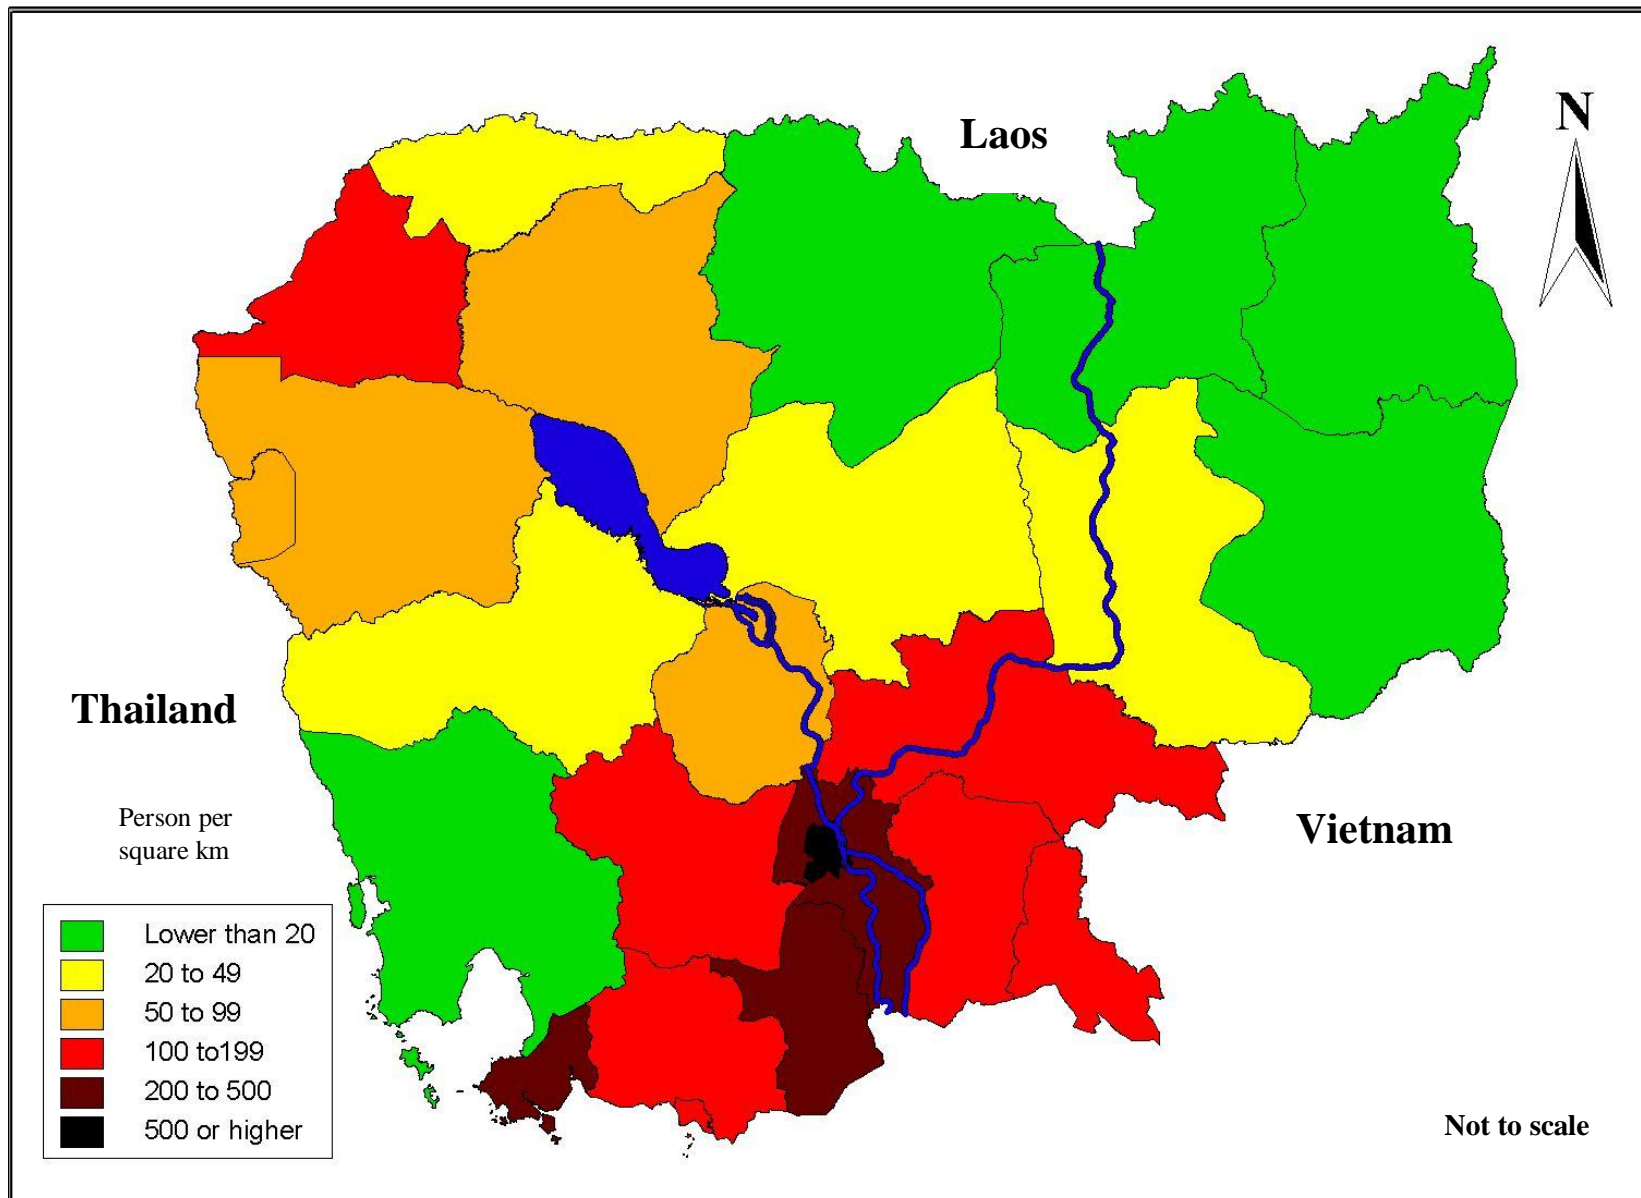 Laos
N
Thailand
Person per
square km
Vietnam
Lower than 20
20 to 49
50 to 99
100 to199
200 to 500
500 or higher
Not to scale